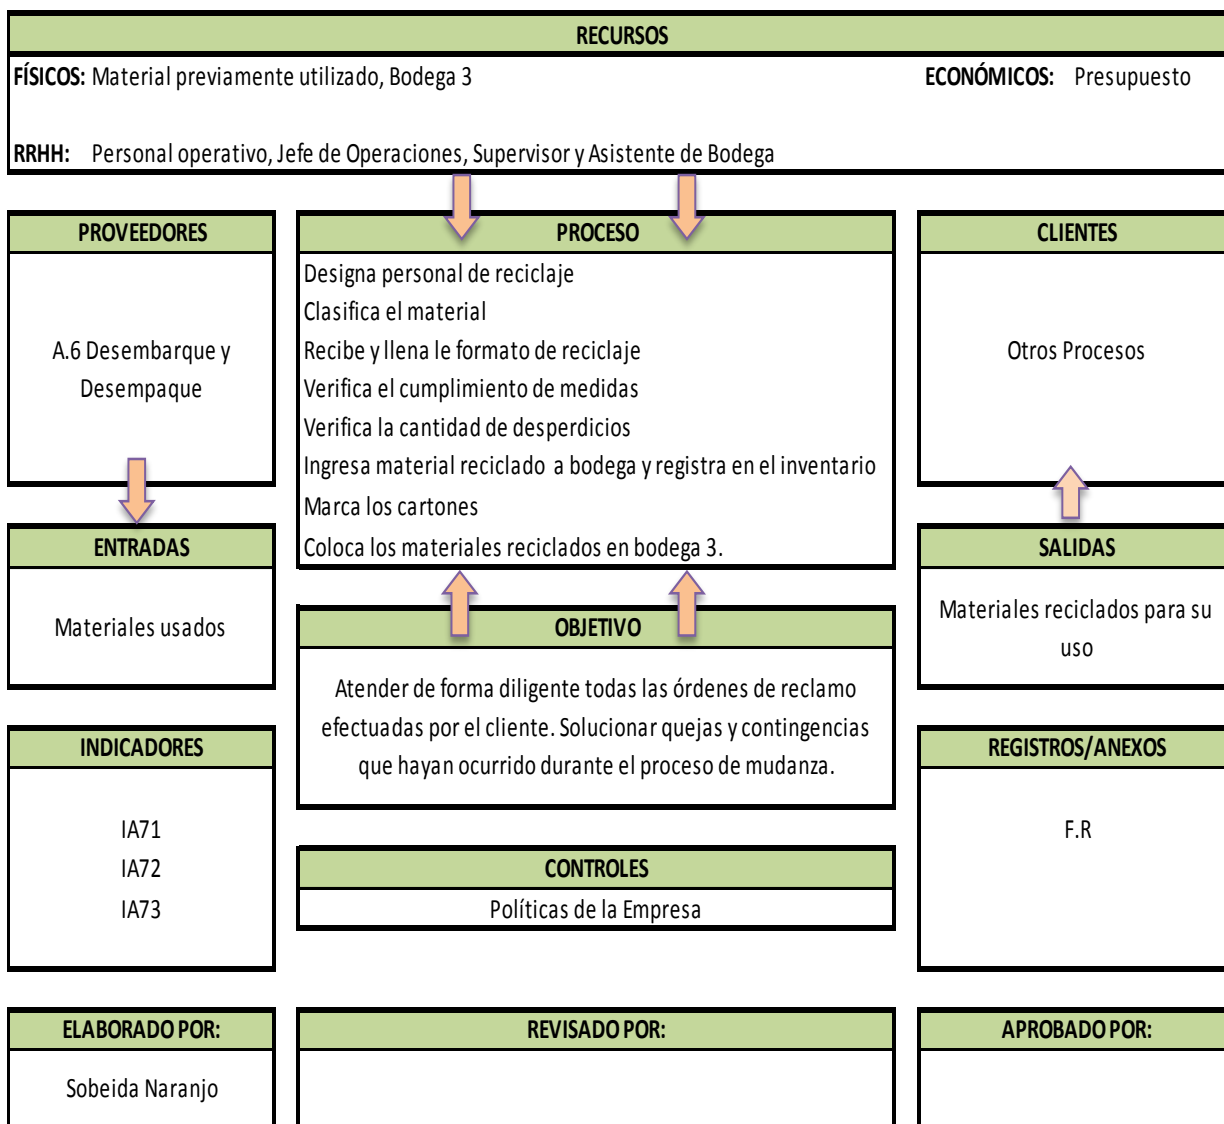 RECURSOS
FÍSICOS: Material previamente utilizado, Bodega 3
ECONÓMICOS: Presupuesto
RRHH: Personal operativo, Jefe de Operaciones, Supervisor y Asistente de Bodega
PROVEEDORES
A.6 Desembarque y
Desempaque
ENTRADAS
Materiales usados
INDICADORES
IA71
IA72
IA73
PROCESO
Designa personal de reciclaje
Clasifica el material
Recibe y llena le formato de reciclaje
Verifica el cumplimiento de medidas
Verifica la cantidad de desperdicios
Ingresa material reciclado a bodega y registra en el inventario
Marca los cartones
Coloca los materiales reciclados en bodega 3.
OBJETIVO
Atender de forma diligente todas las órdenes de reclamo
efectuadas por el cliente. Solucionar quejas y contingencias
que hayan ocurrido durante el proceso de mudanza.
CONTROLES
Políticas de la Empresa
CLIENTES
Otros Procesos
SALIDAS
Materiales reciclados para su
uso
REGISTROS/ANEXOS
F.R
ELABORADO POR:
Sobeida Naranjo
REVISADO POR:
APROBADO POR: